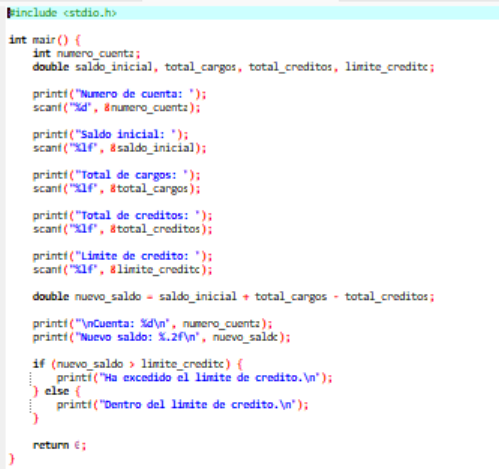 #include <stdio.h>
int main() {
int numero_cuenta;
double saldo_inicial, total_cargos, total_creditos, limite_credito;
printf("Numero de cuenta: ");
scanf("%d", &numero_cuenta);
printf("Saldo inicial: ");
scanf("%lf", &saldo_inicial);
printf("Total de cargos: ");
scanf("%lf", &total_cargos);
printf("Total de creditos: ");
scanf("%lf", &total_creditos);
printf("Limite de credito: ");
scanf("%lf", &limite_credito);
double nuevo_saldo = saldo_inicial + total_cargos - total_creditos;
printf("\nCuenta: %d\n", numero_cuenta);
printf("Nuevo saldo: %.2f\n", nuevo_saldo);
if (nuevo_saldo > limite_credito) {
printf("Ha excedido el limite de credito.\n");
} else {
printf("Dentro del limite de credito.\n");
}
return 0;
}